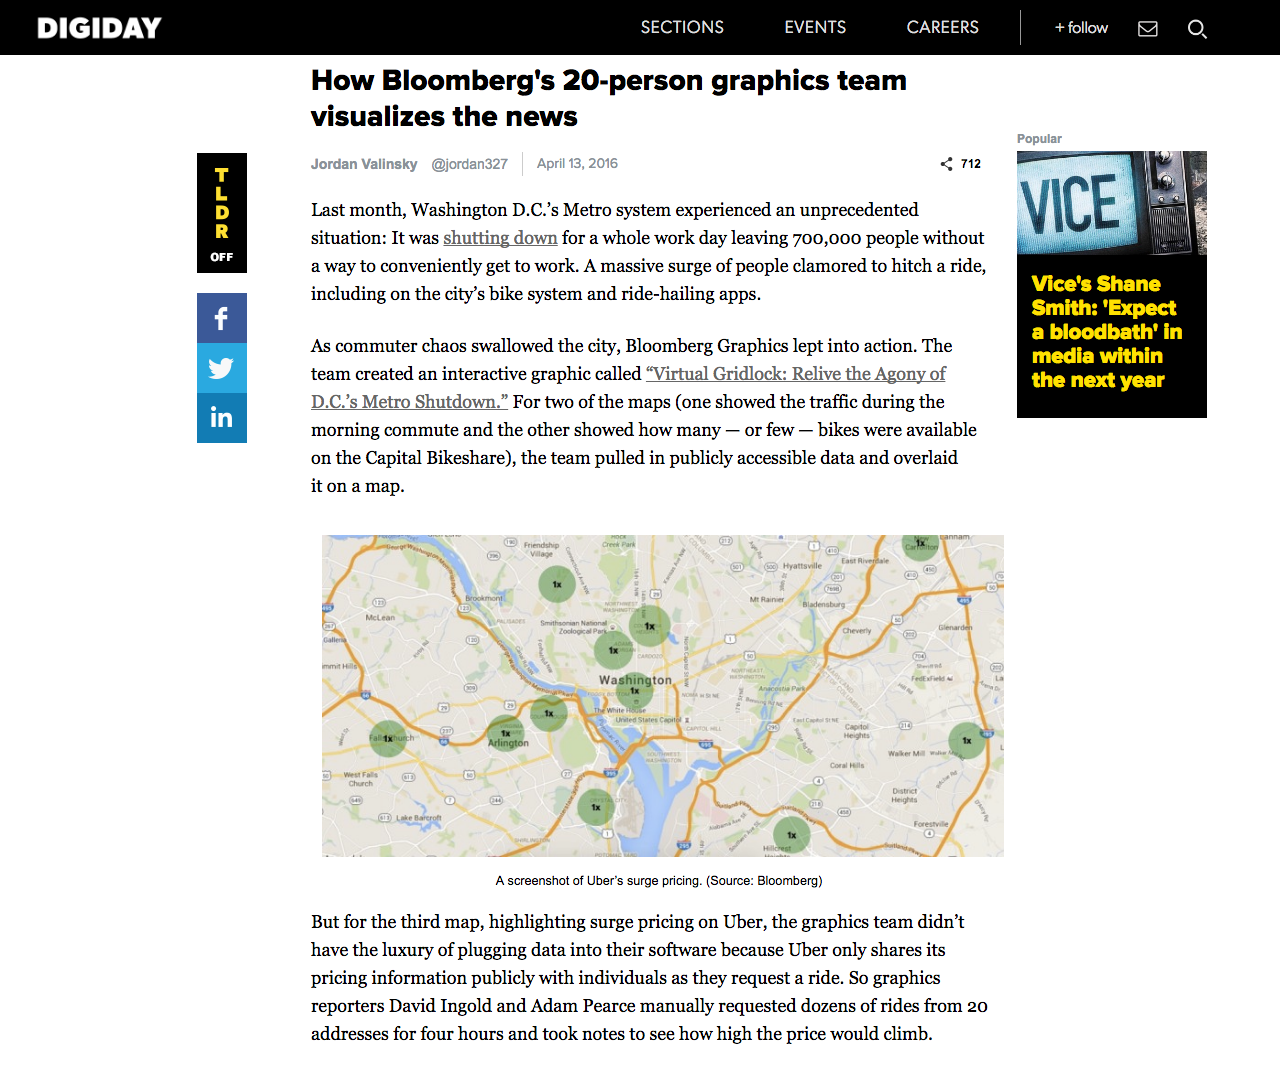 DIGIDAY
SECTIONS
EVENTS
CAREERS
+ follow
How Bloomberg's 20-person graphics team
visualizes the news
Jordan Valinsky @jordan327 April 13, 2016
712
T
L
D
R
OFF
Popular
VICE
Vice's Shane
Smith: 'Expect
a bloodbath' in
media within
the next year
Last month, Washington D.C.’s Metro system experienced an unprecedented
situation: It was shutting down for a whole work day leaving 700,000 people without
a way to conveniently get to work. A massive surge of people clamored to hitch a ride,
including on the city’s bike system and ride-hailing apps.
As commuter chaos swallowed the city, Bloomberg Graphics lept into action. The
team created an interactive graphic called “Virtual Gridlock: Relive the Agony of
D.C.’s Metro Shutdown.” For two of the maps (one showed the traffic during the
morning commute and the other showed how many — or few — bikes were available
on the Capital Bikeshare), the team pulled in publicly accessible data and overlaid
it on a map.
Friendship
Village
Hyattsville
East Riverdale
1x
1x
Brookmont
Mt Rainier
Bladensburg
McLean
Smithsonian National
Zoological Park
1x
Cheverly
Glenarden
1x
Washington
FedExField
1x
The White House
United States Capitol
Anacostia Park
1x
CAPITOL HILL
Capitol
Heights
1x
Arlington
1x
1x
Walker Mill
Coral Hills
West Falls
Church
District
Heights
1x
Lake Barcroft
Forestville
1x
Hillcrest
A screenshot of Uber’s surge pricing. (Source: Bloomberg)
But for the third map, highlighting surge pricing on Uber, the graphics team didn’t
have the luxury of plugging data into their software because Uber only shares its
pricing information publicly with individuals as they request a ride. So graphics
reporters David Ingold and Adam Pearce manually requested dozens of rides from 20
addresses for four hours and took notes to see how high the price would climb.